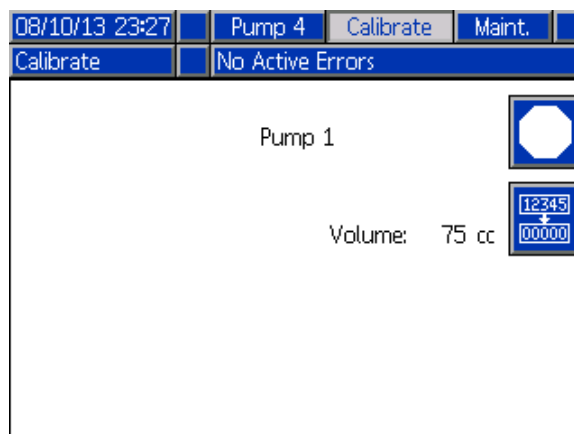 08/10/13 23:27 Pump 4 Calibrate Maint.
Calibrate No Active Errors
Pump 1
12345
Volume: 75 cc 00000